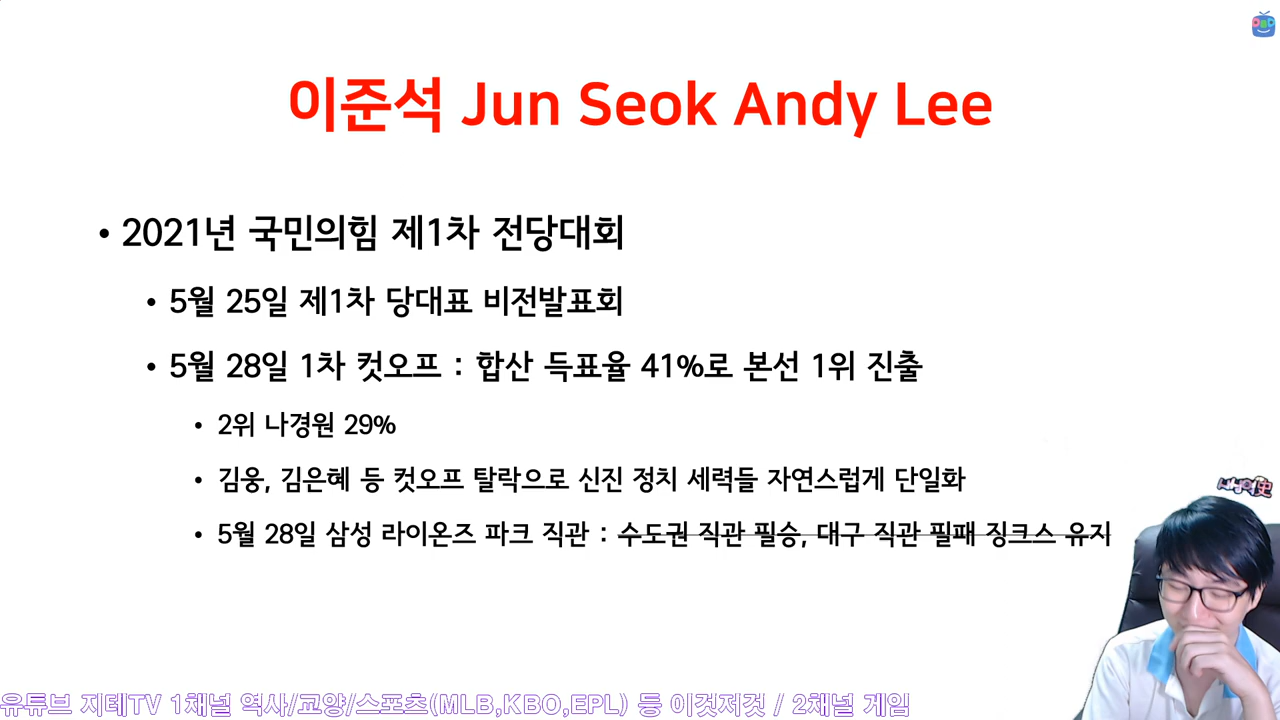 이준석 Jun Seok Andy Lee
• 2021년 국민의힘 제1차 전당대회
• 5월 25일 제1차 당대표 비전발표회
• 5월 28일 1차 컷오프 : 합산 득표율 41%로 본선 1위 진출
• 2위 나경원 29%
• 김웅, 김은혜 등 컷오프 탈락으로 신진 정치 세력들 자연스럽게 단일화
• 5월 28일 삼성 라이온즈 파크 직관 : 수도권 직관 필승, 대구 직관 필패 징크스 유지
유튜브 지테TV 1채널 역사/교양/스포츠(MLB,KBO,EPL) 등 이것저것 / 2채널 게임